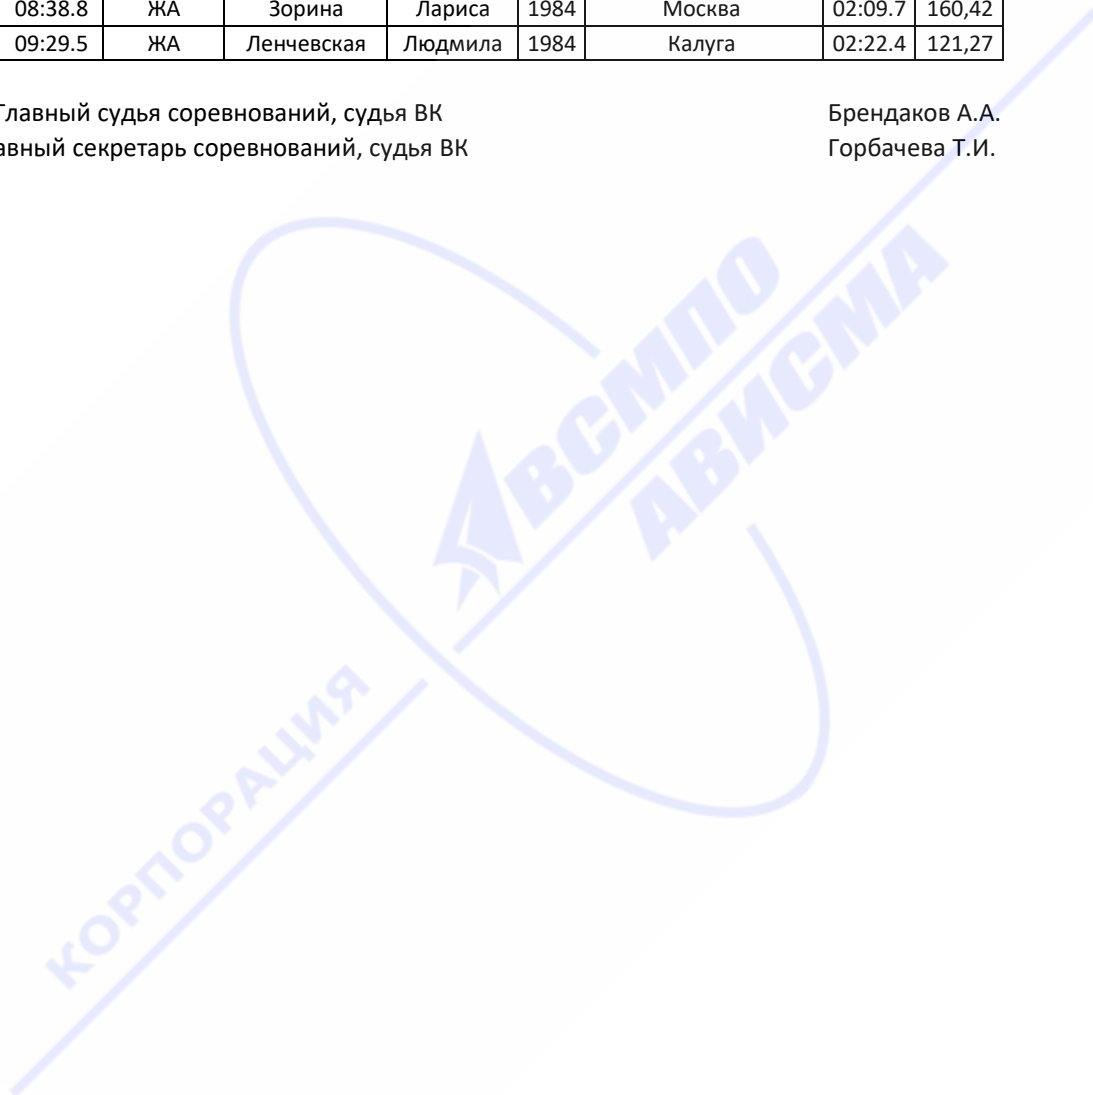 08:38.8 ЖА Зорина Лариса 1984 Москва 02:09.7 160,42
09:29.5 ЖА Ленчевская Людмила 1984 Калуга 02:22.4 121,27
Главный судья соревнований, судья ВК Брендаков А.А.
авный секретарь соревнований, судья ВК Горбачева Т.И.
ВСМПО
АВИСМА
КОРПОРАЦИЯ